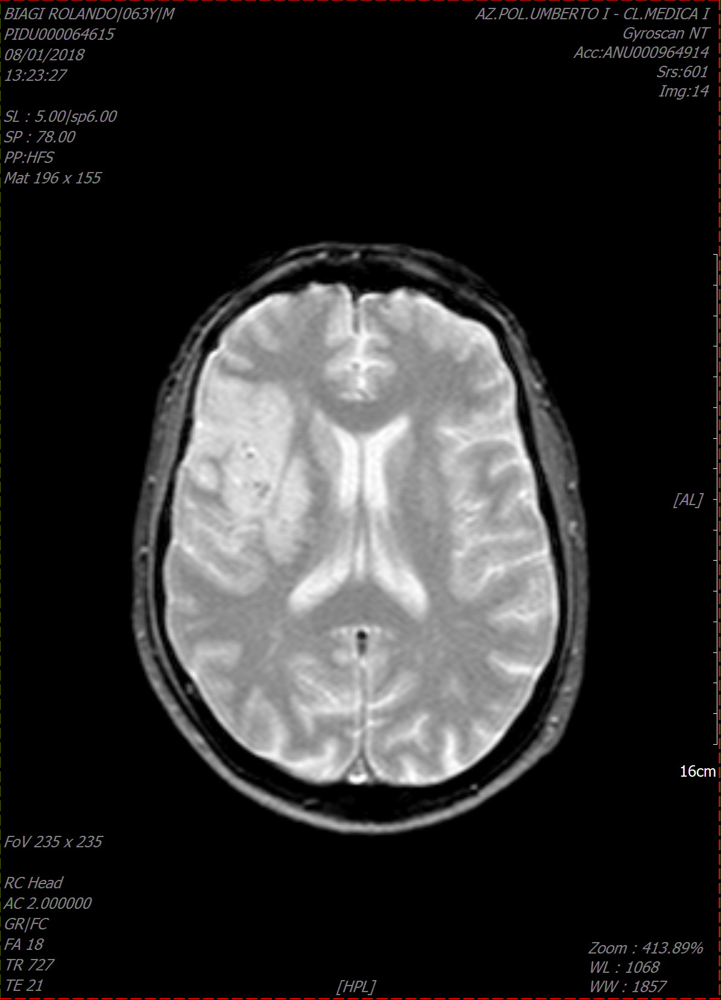 BIAGI ROLANDO|063Y|M
PIDU000064615
08/01/2018
13:23:27
AZ.POL.UMBERTO I - CL.MEDICA I
Gyroscan NT
Acc:ANU000964914
Srs:601
Img:14
SL : 5.00|sp6.00
SP : 78.00
PP:HFS
Mat 196 x 155
[AL]
16cm
FoV 235 x 235
RC Head
AC 2.000000
GR|FC
FA 18
TR 727
TE 21
[HPL]
Zoom : 413.89%
WL : 1068
WW : 1857